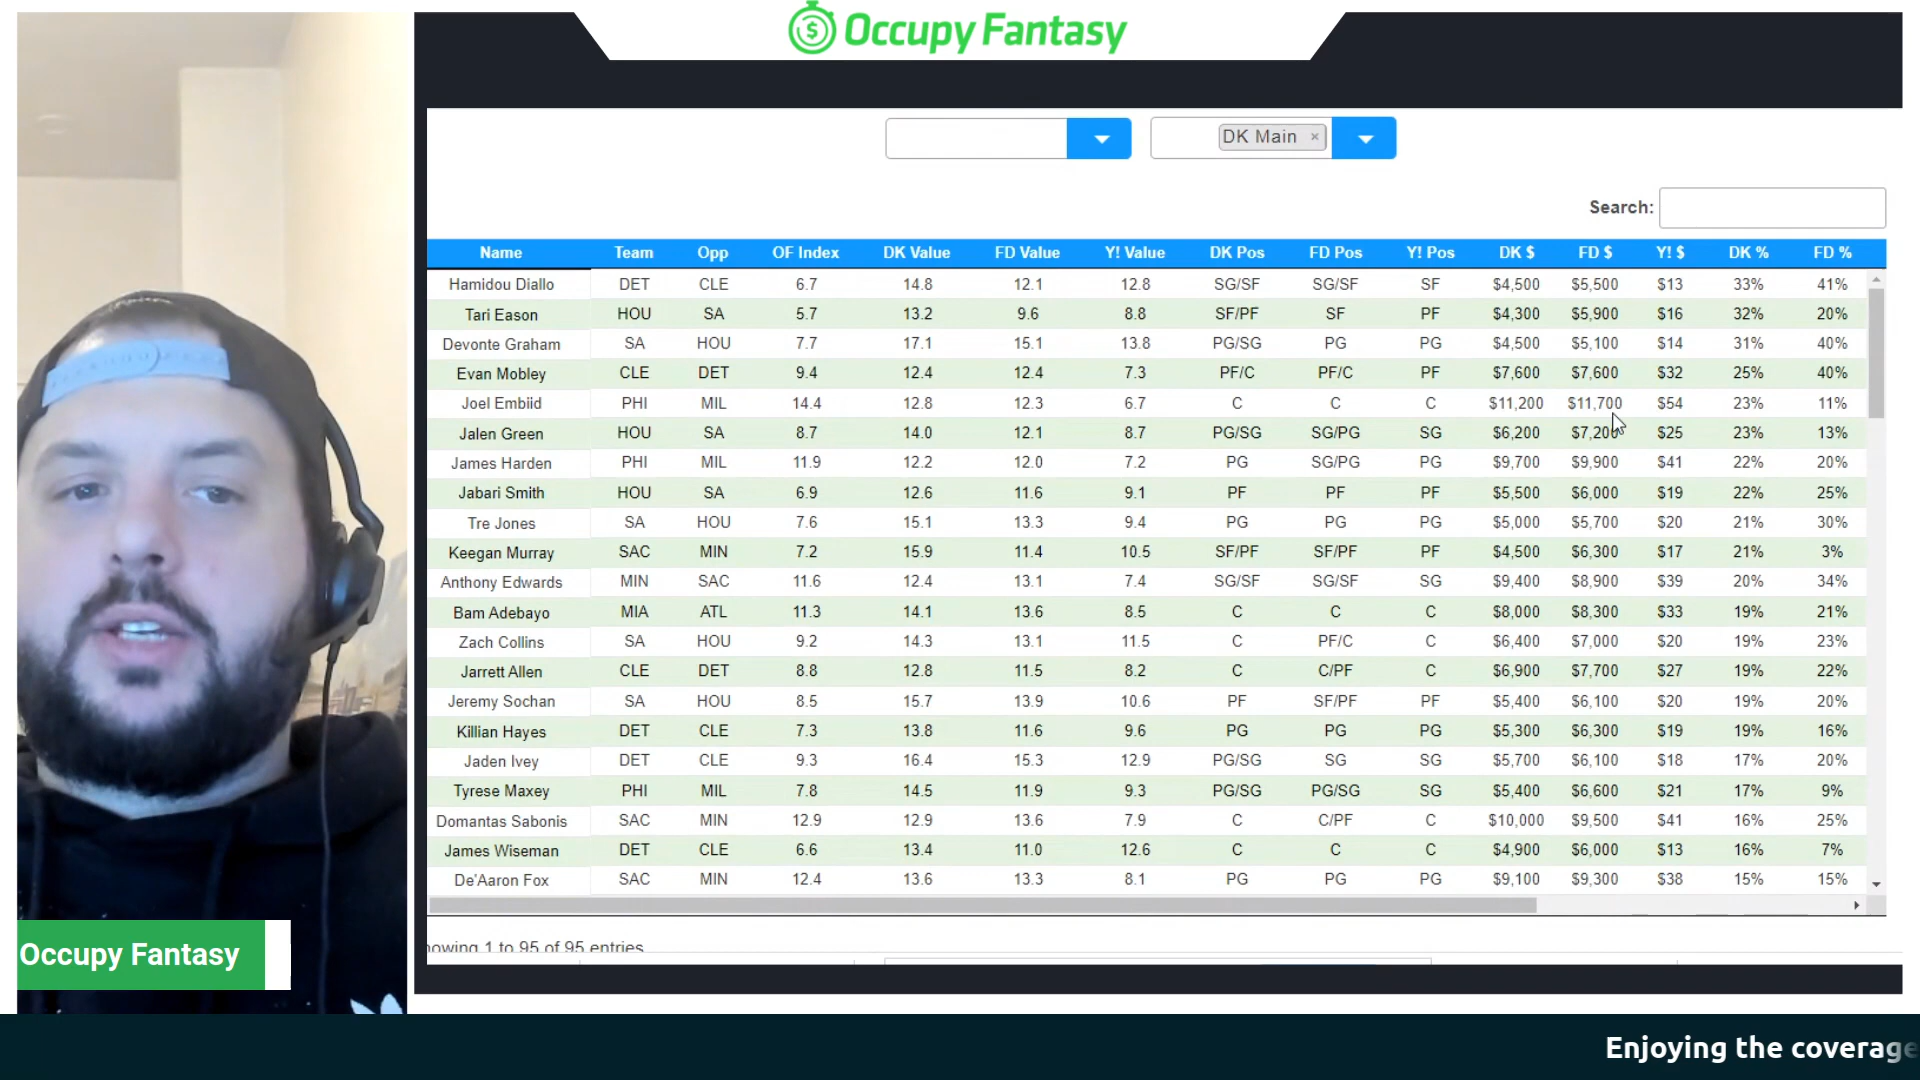 Occupy Fantasy
DK Main ×
Search:
Name Team Opp OF Index DK Value FD Value Y! Value DK Pos FD Pos Y! Pos DK $ FD $ Y! $ DK % FD %
Hamidou Diallo DET CLE 6.7 14.8 12.1 12.8 SG/SF SG/SF SF $4,500 $5,500 $13 33% 41%
Tari Eason HOU SA 5.7 13.2 9.6 8.8 SF/PF SF PF $4,300 $5,900 $16 32% 20%
Devonte Graham SA HOU 7.7 17.1 15.1 13.8 PG/SG PG PG $4,500 $5,100 $14 31% 40%
Evan Mobley CLE DET 9.4 12.4 12.4 7.3 PF/C PF/C PF $7,600 $7,600 $32 25% 40%
Joel Embiid PHI MIL 14.4 12.8 12.3 6.7 C C C $11,200 $11,700 $54 23% 11%
Jalen Green HOU SA 8.7 14.0 12.1 8.7 PG/SG SG/PG SG $6,200 $7,200 $25 23% 13%
James Harden PHI MIL 11.9 12.2 12.0 7.2 PG SG/PG PG $9,700 $9,900 $41 22% 20%
Jabari Smith HOU SA 6.9 12.6 11.6 9.1 PF PF PF $5,500 $6,000 $19 22% 25%
Tre Jones SA HOU 7.6 15.1 13.3 9.4 PG PG PG $5,000 $5,700 $20 21% 30%
Keegan Murray SAC MIN 7.2 15.9 11.4 10.5 SF/PF SF/PF PF $4,500 $6,300 $17 21% 3%
Anthony Edwards MIN SAC 11.6 12.4 13.1 7.4 SG/SF SG/SF SG $9,400 $8,900 $39 20% 34%
Bam Adebayo MIA ATL 11.3 14.1 13.6 8.5 C C C $8,000 $8,300 $33 19% 21%
Zach Collins SA HOU 9.2 14.3 13.1 11.5 C PF/C C $6,400 $7,000 $20 19% 23%
Jarrett Allen CLE DET 8.8 12.8 11.5 8.2 C C/PF C $6,900 $7,700 $27 19% 22%
Jeremy Sochan SA HOU 8.5 15.7 13.9 10.6 PF SF/PF PF $5,400 $6,100 $20 19% 20%
Killian Hayes DET CLE 7.3 13.8 11.6 9.6 PG PG PG $5,300 $6,300 $19 19% 16%
Jaden Ivey DET CLE 9.3 16.4 15.3 12.9 PG/SG SG SG $5,700 $6,100 $18 17% 20%
Tyrese Maxey PHI MIL 7.8 14.5 11.9 9.3 PG/SG PG/SG SG $5,400 $6,600 $21 17% 9%
Domantas Sabonis SAC MIN 12.9 12.9 13.6 7.9 C C/PF C $10,000 $9,500 $41 16% 25%
James Wiseman DET CLE 6.6 13.4 11.0 12.6 C C C $4,900 $6,000 $13 16% 7%
De'Aaron Fox SAC MIN 12.4 13.6 13.3 8.1 PG PG PG $9,100 $9,300 $38 15% 15%
owing 1 to 95 of 95 entries
Occupy Fantasy
Enjoying the coverage